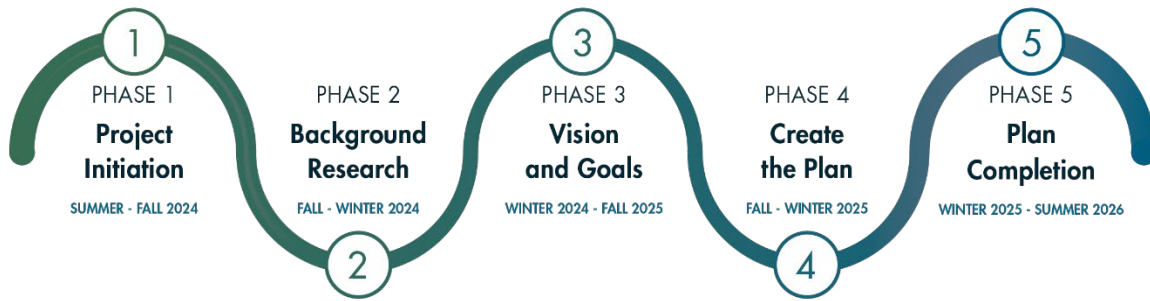 1
PHASE 1
Project
Initiation
SUMMER - FALL 2024
2
PHASE 2
Background
Research
FALL - WINTER 2024
3
PHASE 3
Vision
and Goals
WINTER 2024 - FALL 2025
4
PHASE 4
Create
the Plan
FALL - WINTER 2025
5
PHASE 5
Plan
Completion
WINTER 2025 - SUMMER 2026